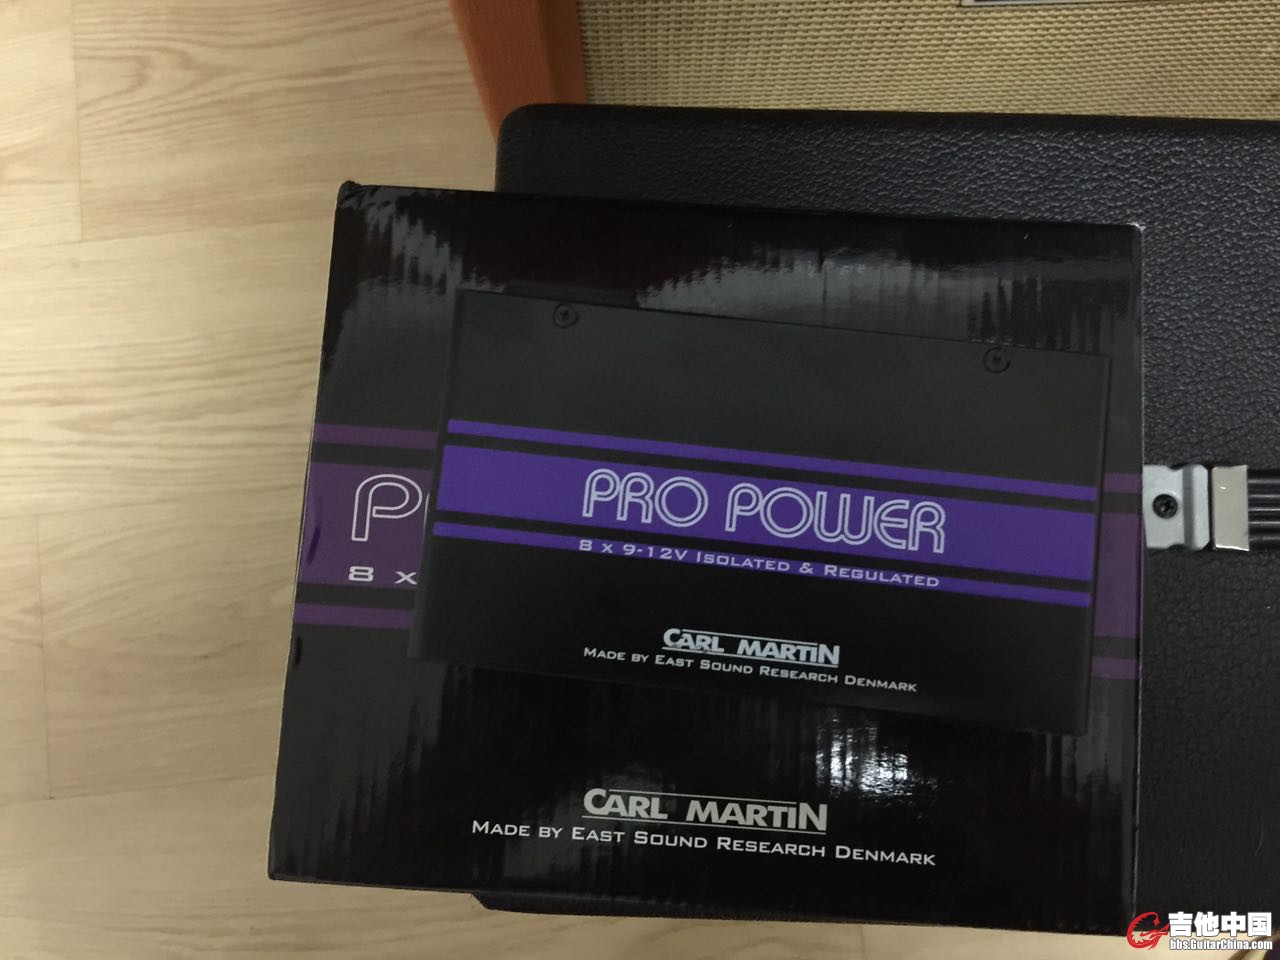 PRO POWER
8 x 9-12V ISOLATED & REGULATED
CARL MARTIN
MADE BY EAST SOUND RESEARCH DENMARK
P
8 x
CARL MARTIN
MADE BY EAST SOUND RESEARCH DENMARK
吉他中国
bbs.GuitarChina.com